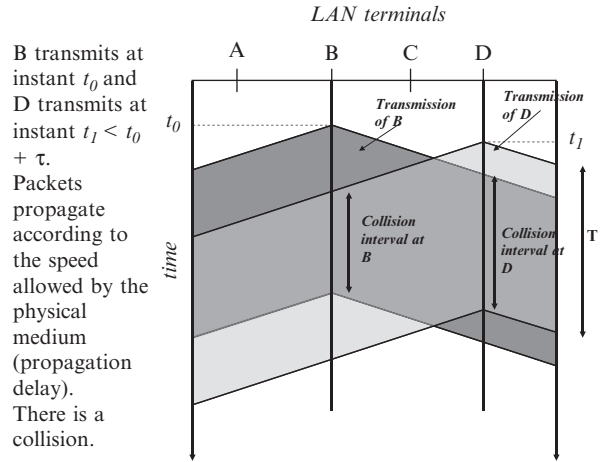 LAN terminals
B transmits at
instant t0 and
D transmits at
instant t1 < t0
+ τ.
Packets
propagate
according to
the speed
allowed by the
physical
medium
(propagation
delay).
There is a
collision.
A B C D
t0
Transmission
of B
Transmission
of D
t1
time
Collision
interval at
B
Collision
interval at
D
T